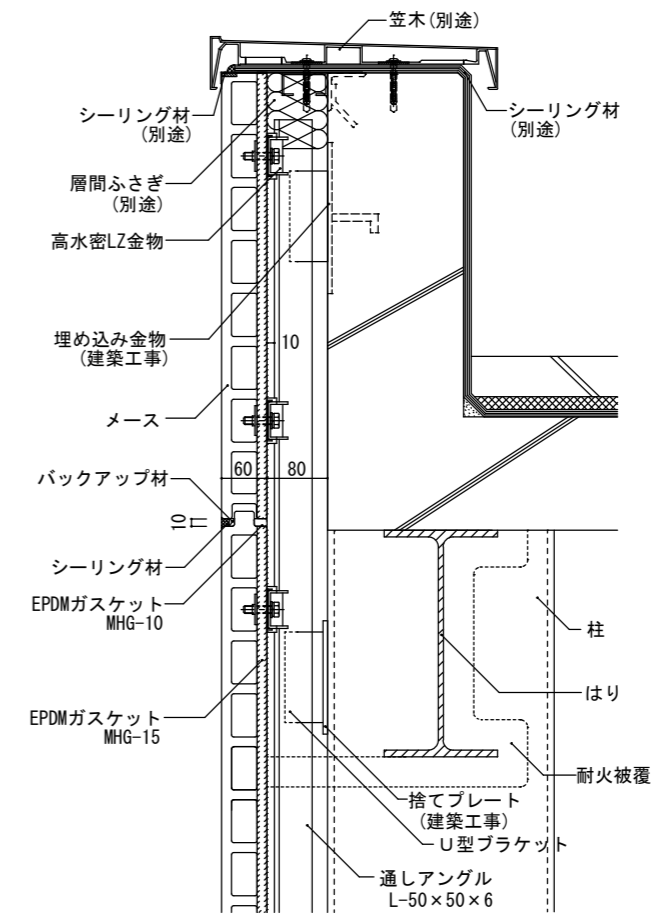 笠木(別途)
シーリング材
(別途)
シーリング材
(別途)
層間ふさぎ
(別途)
高水密LZ金物
埋め込み金物
(建築工事)
10
メース
60
80
バックアップ材
10
シーリング材
EPDMガスケット
MHG-10
柱
はり
EPDMガスケット
MHG-15
耐火被覆
捨てプレート
(建築工事)
U型ブラケット
通しアングル
L-50×50×6